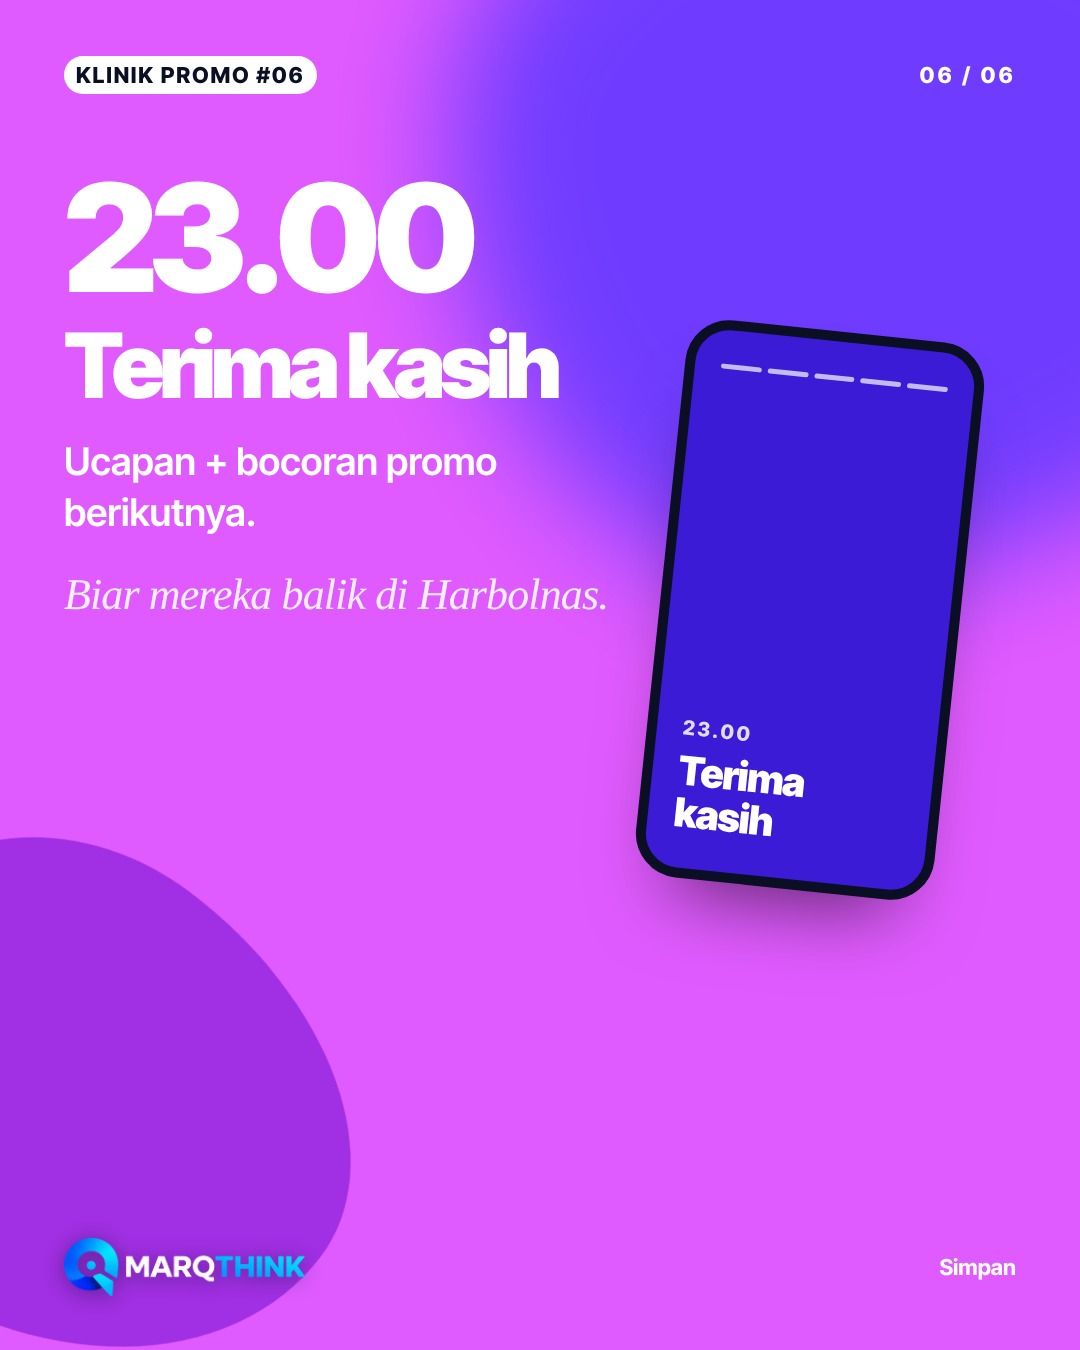 KLINIK PROMO #06
06 / 06
23.00
Terima kasih
Ucapan + bocoran promo
berikutnya.
Biar mereka balik di Harbolnas.
23.00
Terima
kasih
MARQTHINK
Simpan